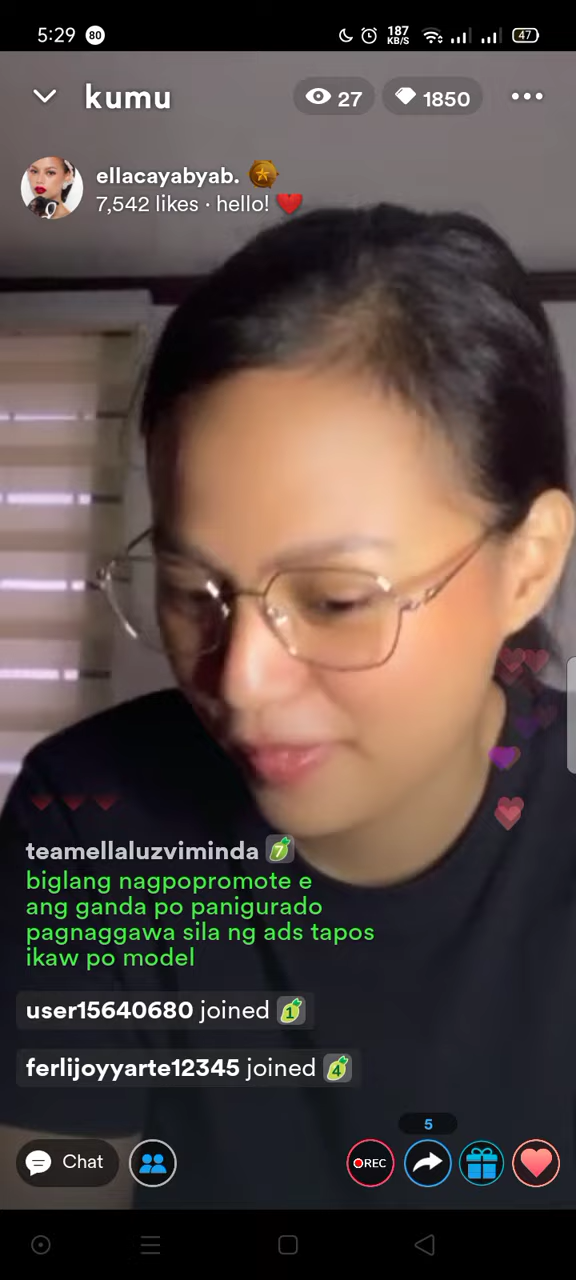 5:29
80
187
KB/S
47
kumu
27
1850
ellacayabyab.
7,542 likes · hello! ❤️
teamellaluzviminda 7
biglang nagpopromote e
ang ganda po panigurado
pagnaggawa sila ng ads tapos
ikaw po model
user15640680 joined 1
ferlijoyyarte12345 joined 4
5
Chat
REC